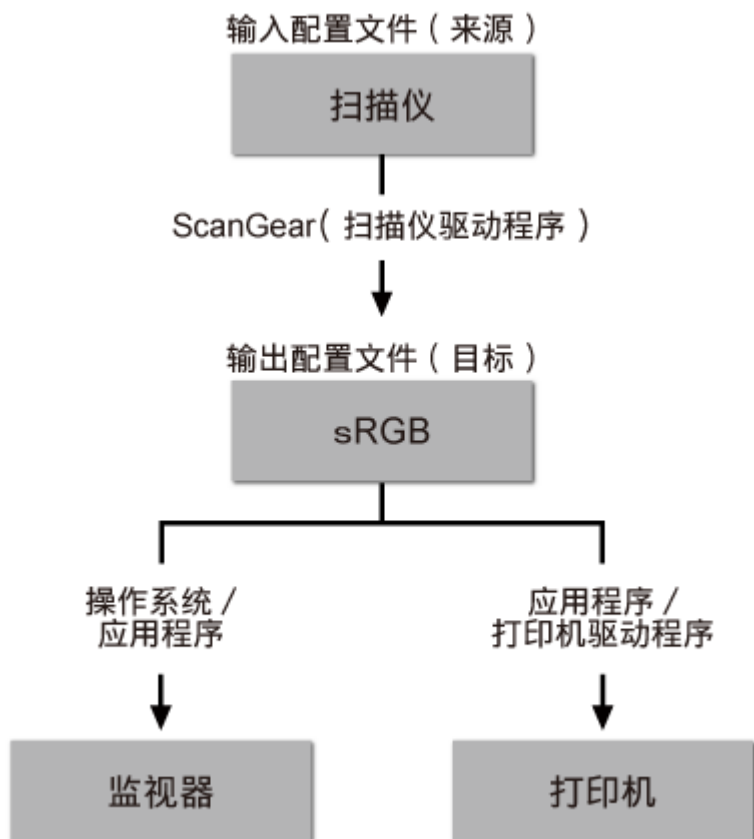 输入配置文件（来源）
扫描仪
ScanGear（扫描仪驱动程序）
输出配置文件（目标）
sRGB
操作系统 /
应用程序
应用程序 /
打印机驱动程序
监视器
打印机